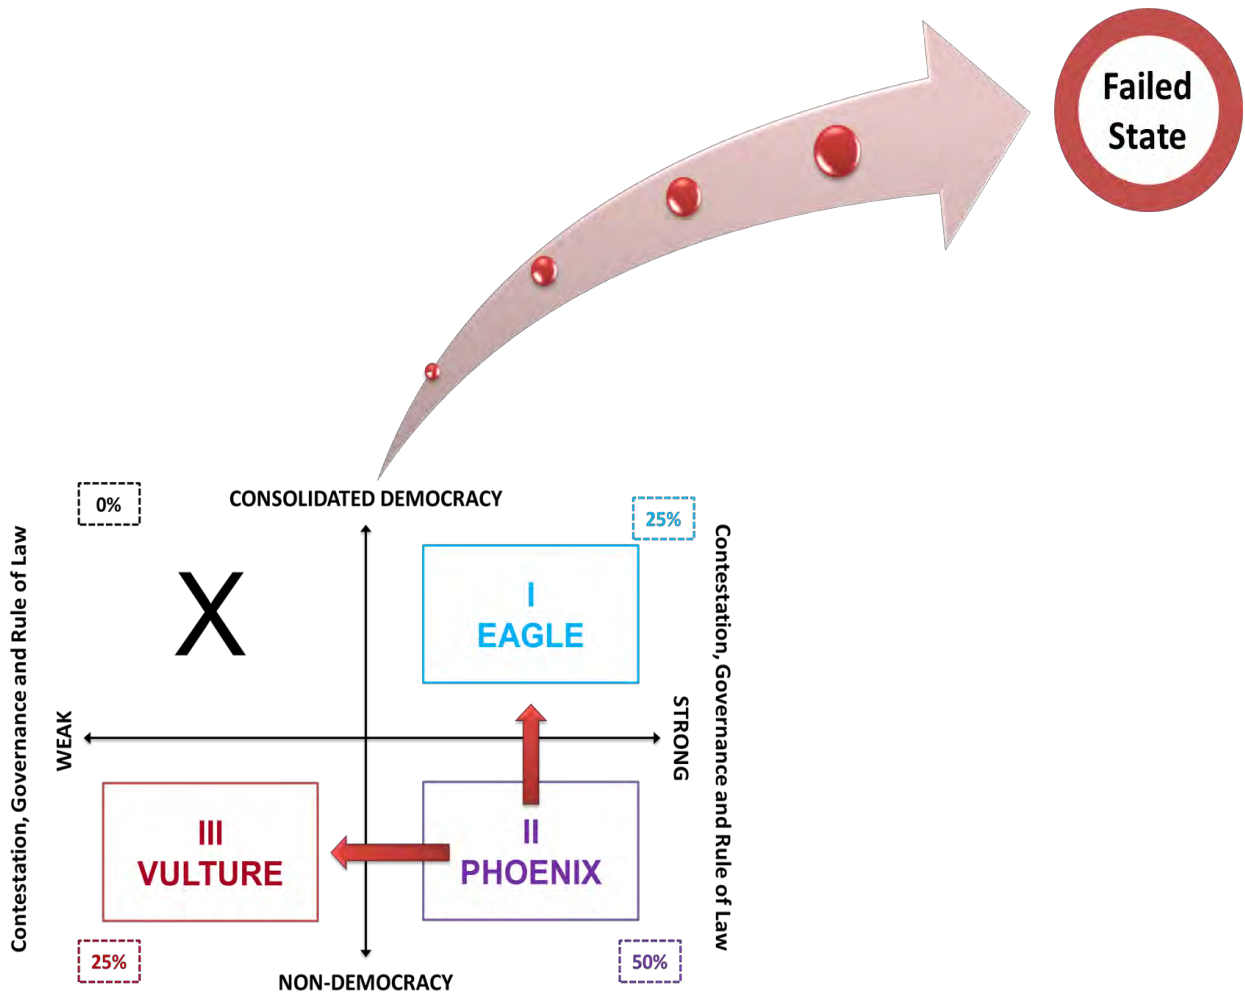 Failed
State
0%
CONSOLIDATED DEMOCRACY
25%
Contestation, Governance and Rule of Law
X
I
EAGLE
Contestation, Governance and Rule of Law
WEAK
STRONG
III
VULTURE
II
PHOENIX
25%
50%
NON-DEMOCRACY